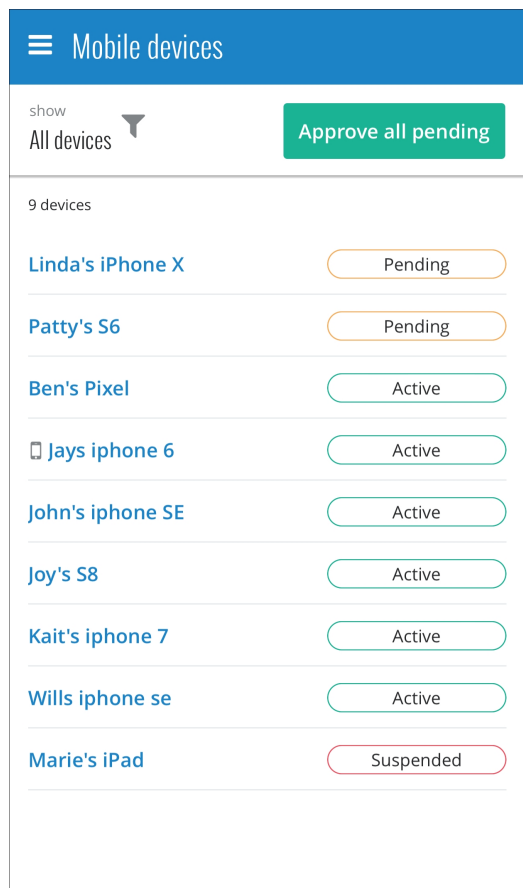 Mobile devices
show
All devices
Approve all pending
9 devices
Linda's iPhone X Pending
Patty's S6 Pending
Ben's Pixel Active
Jays iphone 6 Active
John's iphone SE Active
Joy's S8 Active
Kait's iphone 7 Active
Wills iphone se Active
Marie's iPad Suspended